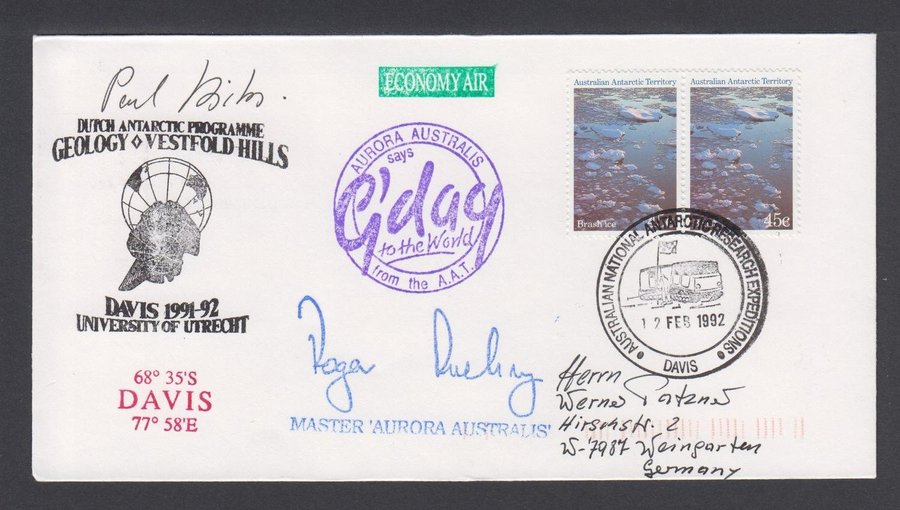 Paul
DUTCH ANTARCTIC PROGRAMME
GEOLOGY ◊ VESTFOLD HILLS
DAVIS 1991-92
UNIVERSITY OF UTRECHT
68° 35'S
DAVIS
77° 58'E
ECONOMY AIR
AURORA AUSTRALIS
says
G'day
to the World
from the A.A.T.
Roger
MASTER 'AURORA AUSTRALIS'
Australian Antarctic Territory
Brash ice
Australian Antarctic Territory
45c
AUSTRALIAN NATIONAL ANTARCTIC RESEARCH EXPEDITIONS
12 FEB 1992
DAVIS
Herrn
Werner Patzner
Hirschstr. 2
W-7987 Weingarten
Germany